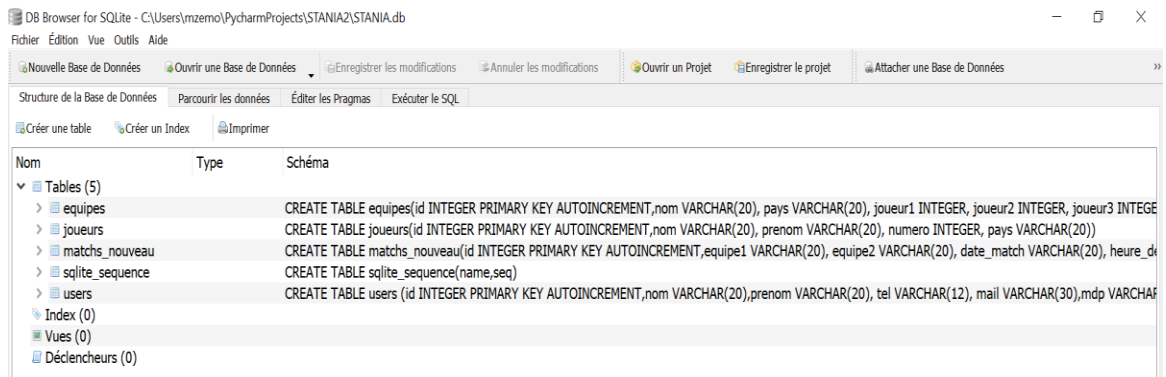 DB Browser for SQLite - C:\Users\mzemo\PycharmProjects\STANIA2\STANIA.db
Fichier Édition Vue Outils Aide
Nouvelle Base de Données Ouvrir une Base de Données Enregistrer les modifications Annuler les modifications Ouvrir un Projet Enregistrer le projet Attacher une Base de Données »
Structure de la Base de Données Parcourir les données Éditer les Pragmas Exécuter le SQL
Créer une table Créer un Index Imprimer
Nom Type Schéma
Tables (5)
equipes CREATE TABLE equipes(id INTEGER PRIMARY KEY AUTOINCREMENT,nom VARCHAR(20), pays VARCHAR(20), joueur1 INTEGER, joueur2 INTEGER, joueur3 INTEGE
joueurs CREATE TABLE joueurs(id INTEGER PRIMARY KEY AUTOINCREMENT,nom VARCHAR(20), prenom VARCHAR(20), numero INTEGER, pays VARCHAR(20))
matchs_nouveau CREATE TABLE matchs_nouveau(id INTEGER PRIMARY KEY AUTOINCREMENT,equipe1 VARCHAR(20), equipe2 VARCHAR(20), date_match VARCHAR(20), heure_de
sqlite_sequence CREATE TABLE sqlite_sequence(name,seq)
users CREATE TABLE users (id INTEGER PRIMARY KEY AUTOINCREMENT,nom VARCHAR(20),prenom VARCHAR(20), tel VARCHAR(12), mail VARCHAR(30),mdp VARCHAR
Index (0)
Vues (0)
Déclencheurs (0)